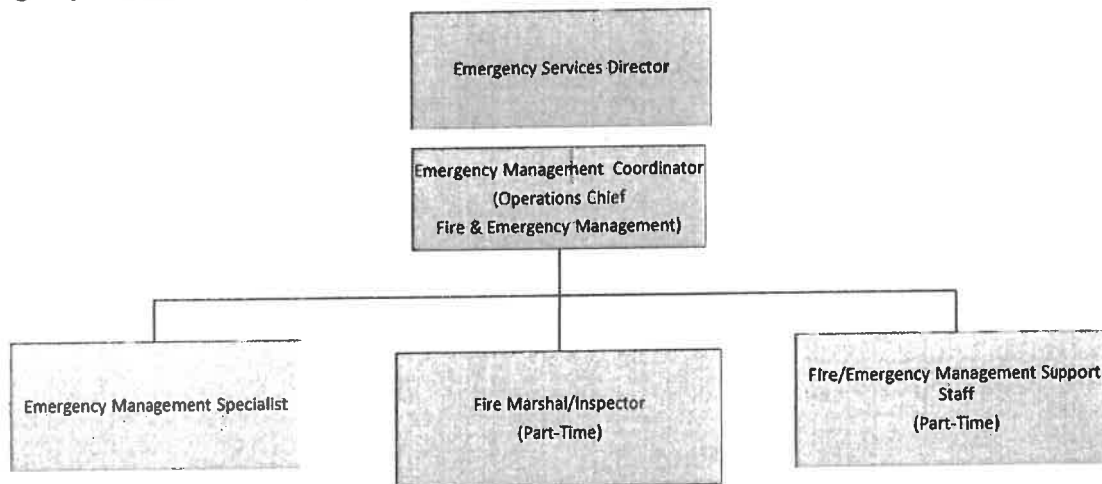 Emergency Services Director
Emergency Management Coordinator
(Operations Chief
Fire & Emergency Management)
Emergency Management Specialist
Fire Marshal/Inspector
(Part-Time)
Fire/Emergency Management Support
Staff
(Part-Time)